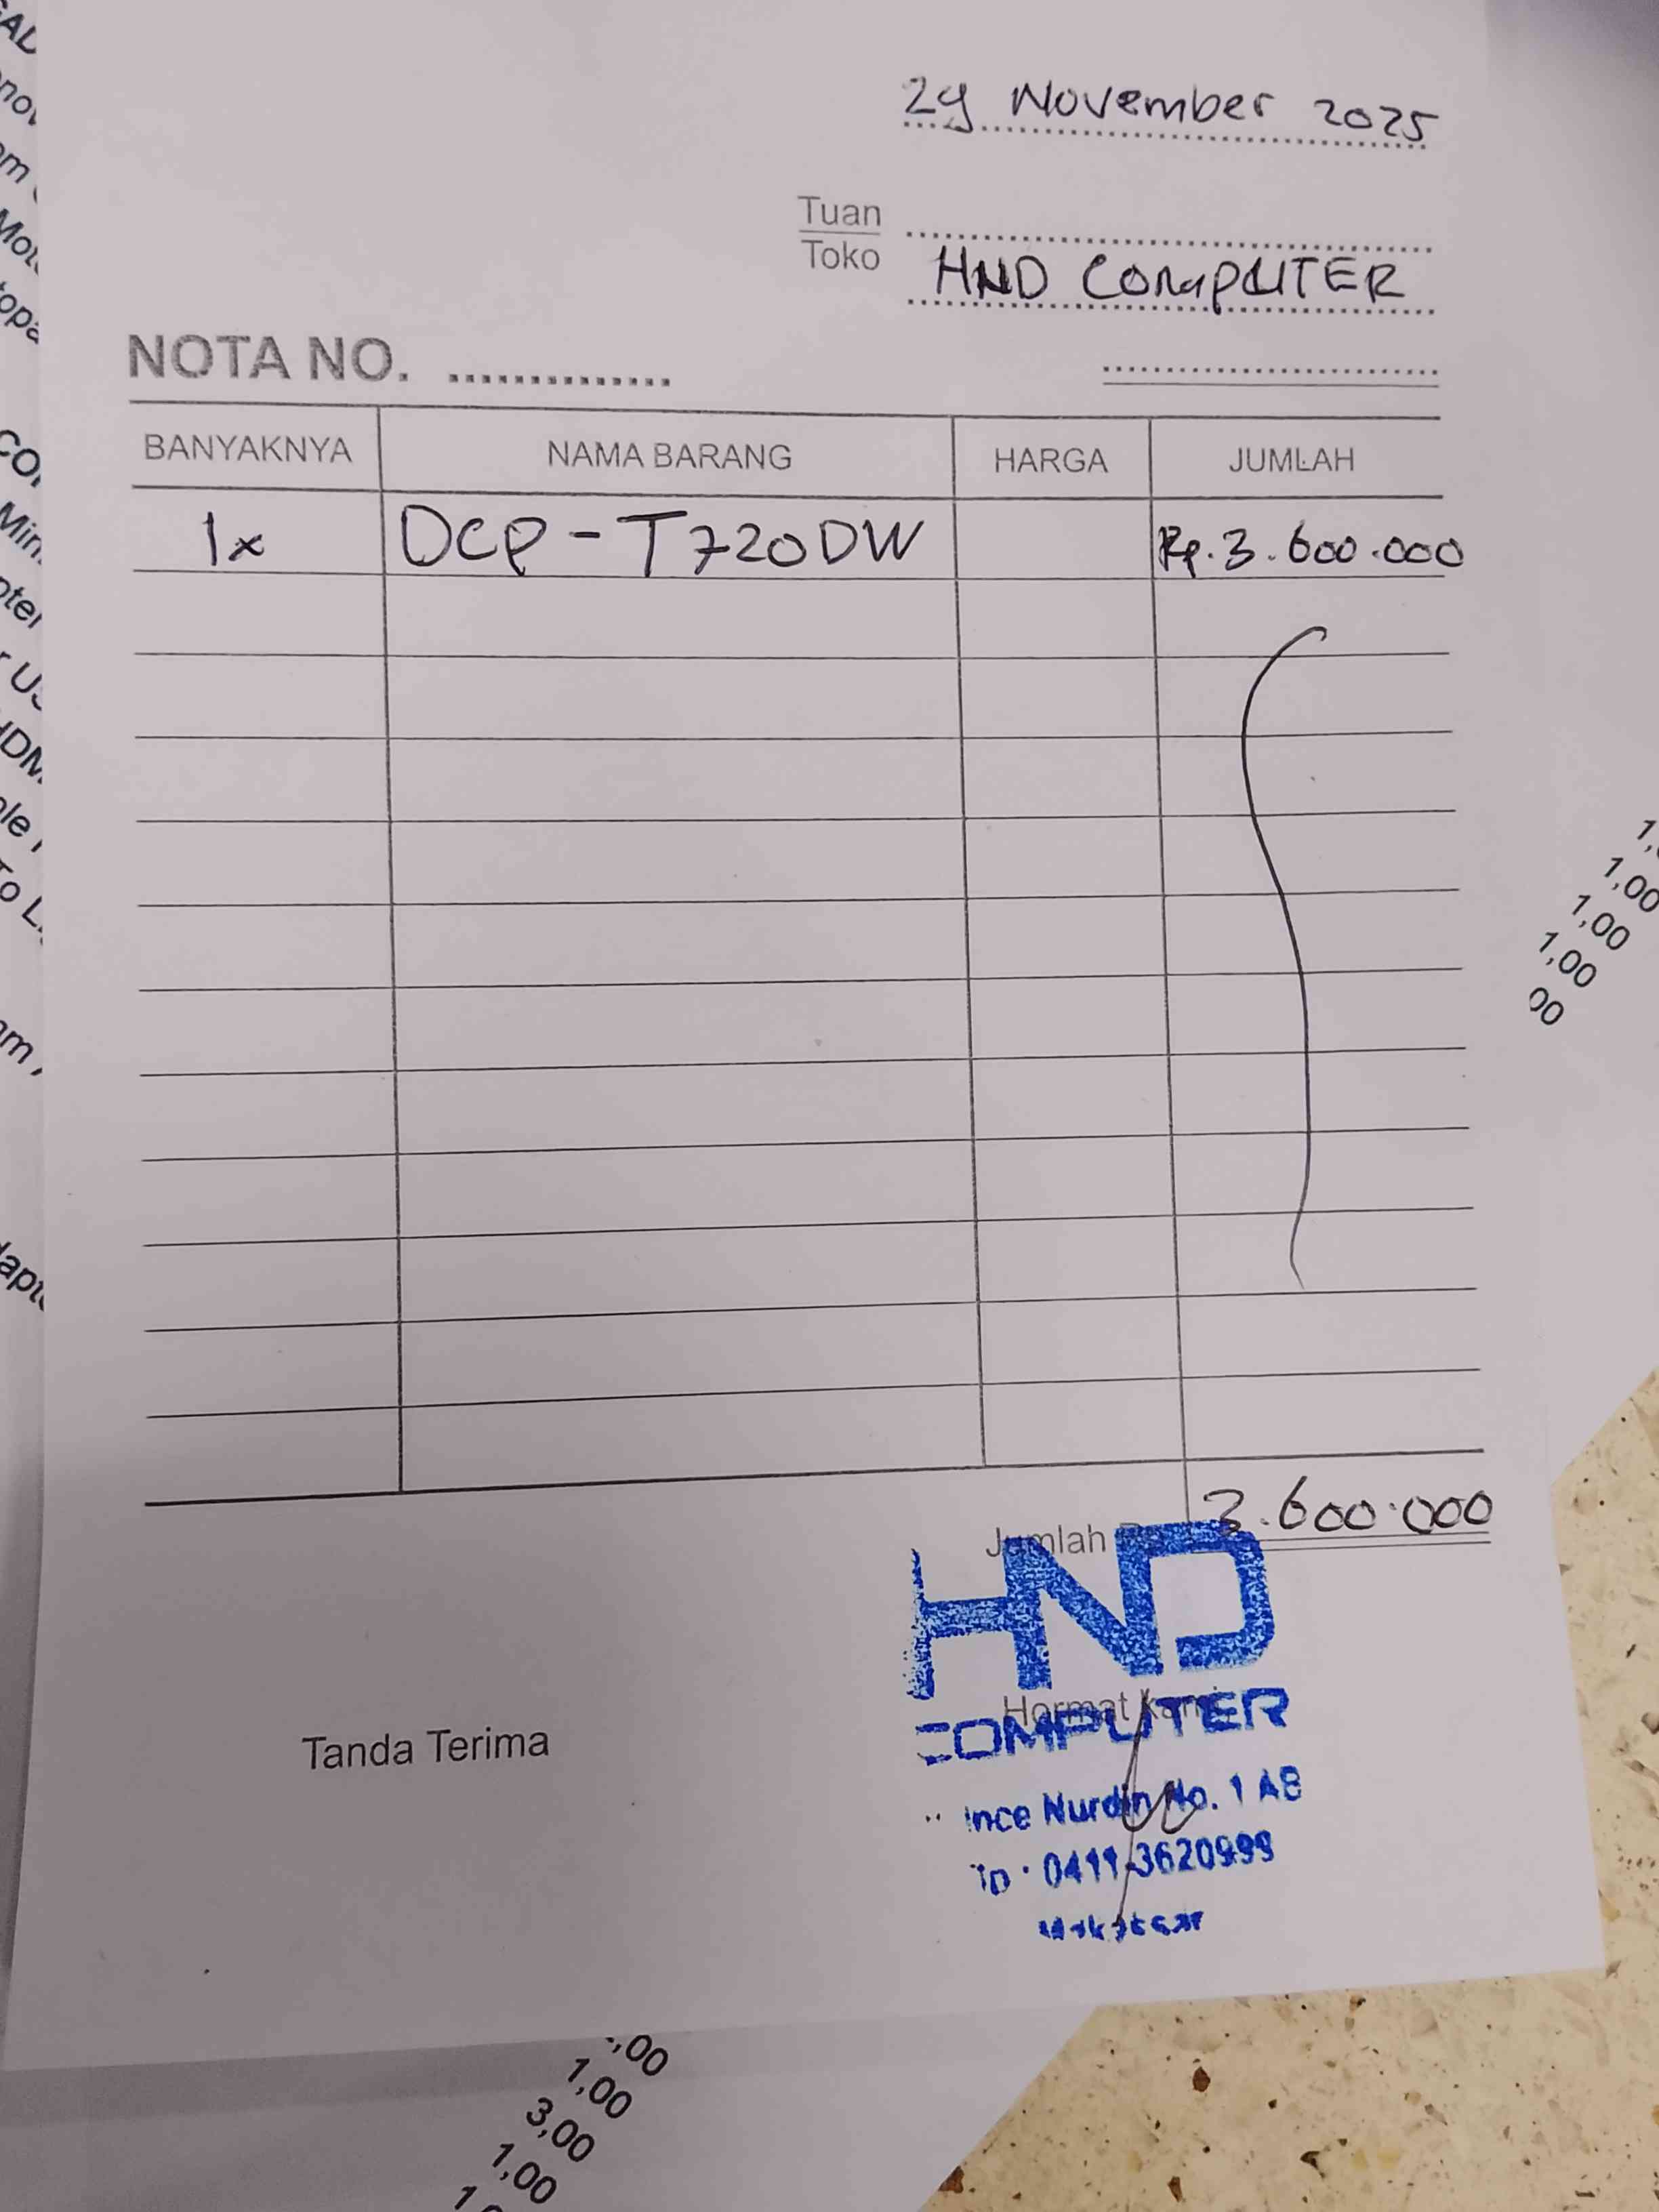 29 November 2025
Tuan
Toko
HND COMPUTER
NOTA NO. ..............
BANYAKNYA NAMA BARANG HARGA JUMLAH
1x DCP - T720DW Rp. 3.600.000
Jumlah 3.600.000
HND
COMPUTER
Hormat kami
Tanda Terima
Ince Nurdin No. 1 AB
0411-3620999
Makassar
1,00
1,00
1,00
00
,00
1,00
3,00
1,00